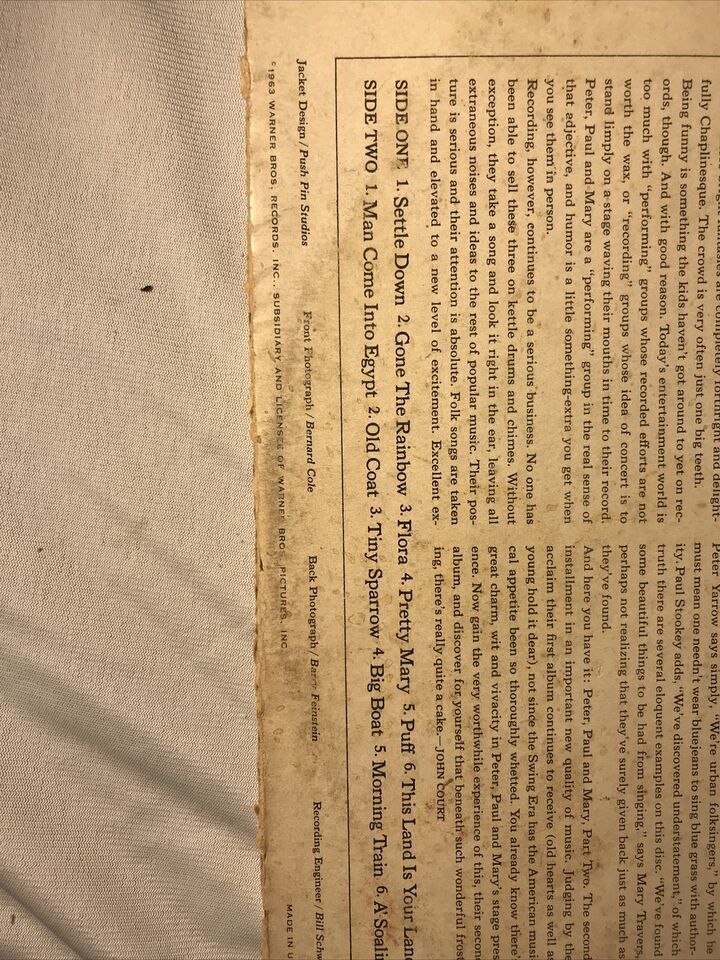 completely forthright and delight-
fully Chaplinesque. The crowd is very often just one big teeth.
Being funny is something the kids haven't got around to yet on rec-
ords, though. And with good reason. Today's entertainment world is
too much with "performing" groups whose recorded efforts are not
worth the wax, or "recording" groups whose idea of concert is to
stand limply on a stage waving their mouths in time to their record.
Peter, Paul and Mary are a "performing" group in the real sense of
that adjective, and humor is a little something-extra you get when
you see them in person.
Recording, however, continues to be a serious business. No one has
been able to sell these three on kettle drums and chimes. Without
exception, they take a song and look it right in the ear, leaving all
extraneous noises and ideas to the rest of popular music. Their pos-
ture is serious and their attention is absolute. Folk songs are taken
in hand and elevated to a new level of excitement. Excellent ex-
Peter Yarrow says simply, "We're urban folksingers," by which he
must mean one needn't wear bluejeans to sing blue grass with author-
ity. Paul Stookey adds, "We've discovered understatement," of which
truth there are several eloquent examples on this disc. "We've found
some beautiful things to be had from singing," says Mary Travers,
perhaps not realizing that they've surely given back just as much as
they've found.
And here you have it: Peter, Paul and Mary, Part Two. The second
installment in an important new quality of music. Judging by the
acclaim their first album continues to receive (old hearts as well as
young hold it dear), not since the Swing Era has the American musi
cal appetite been so thoroughly whetted. You already know there'
great charm, wit and vivacity in Peter, Paul and Mary's stage pres
ence. Now gain the very worthwhile experience of this, their second
album, and discover for yourself that beneath such wonderful frost
ing, there's really quite a cake.—JOHN COURT
SIDE ONE 1. Settle Down 2. Gone The Rainbow 3. Flora 4. Pretty Mary 5. Puff 6. This Land Is Your Land
SIDE TWO 1. Man Come Into Egypt 2. Old Coat 3. Tiny Sparrow 4. Big Boat 5. Morning Train 6. A'Soalin
Jacket Design / Push Pin Studios Front Photograph / Bernard Cole Back Photograph / Barry Feinstein Recording Engineer / Bill Schw
©1963 WARNER BROS. RECORDS, INC., SUBSIDIARY AND LICENSEE OF WARNER BROS. PICTURES, INC. MADE IN U